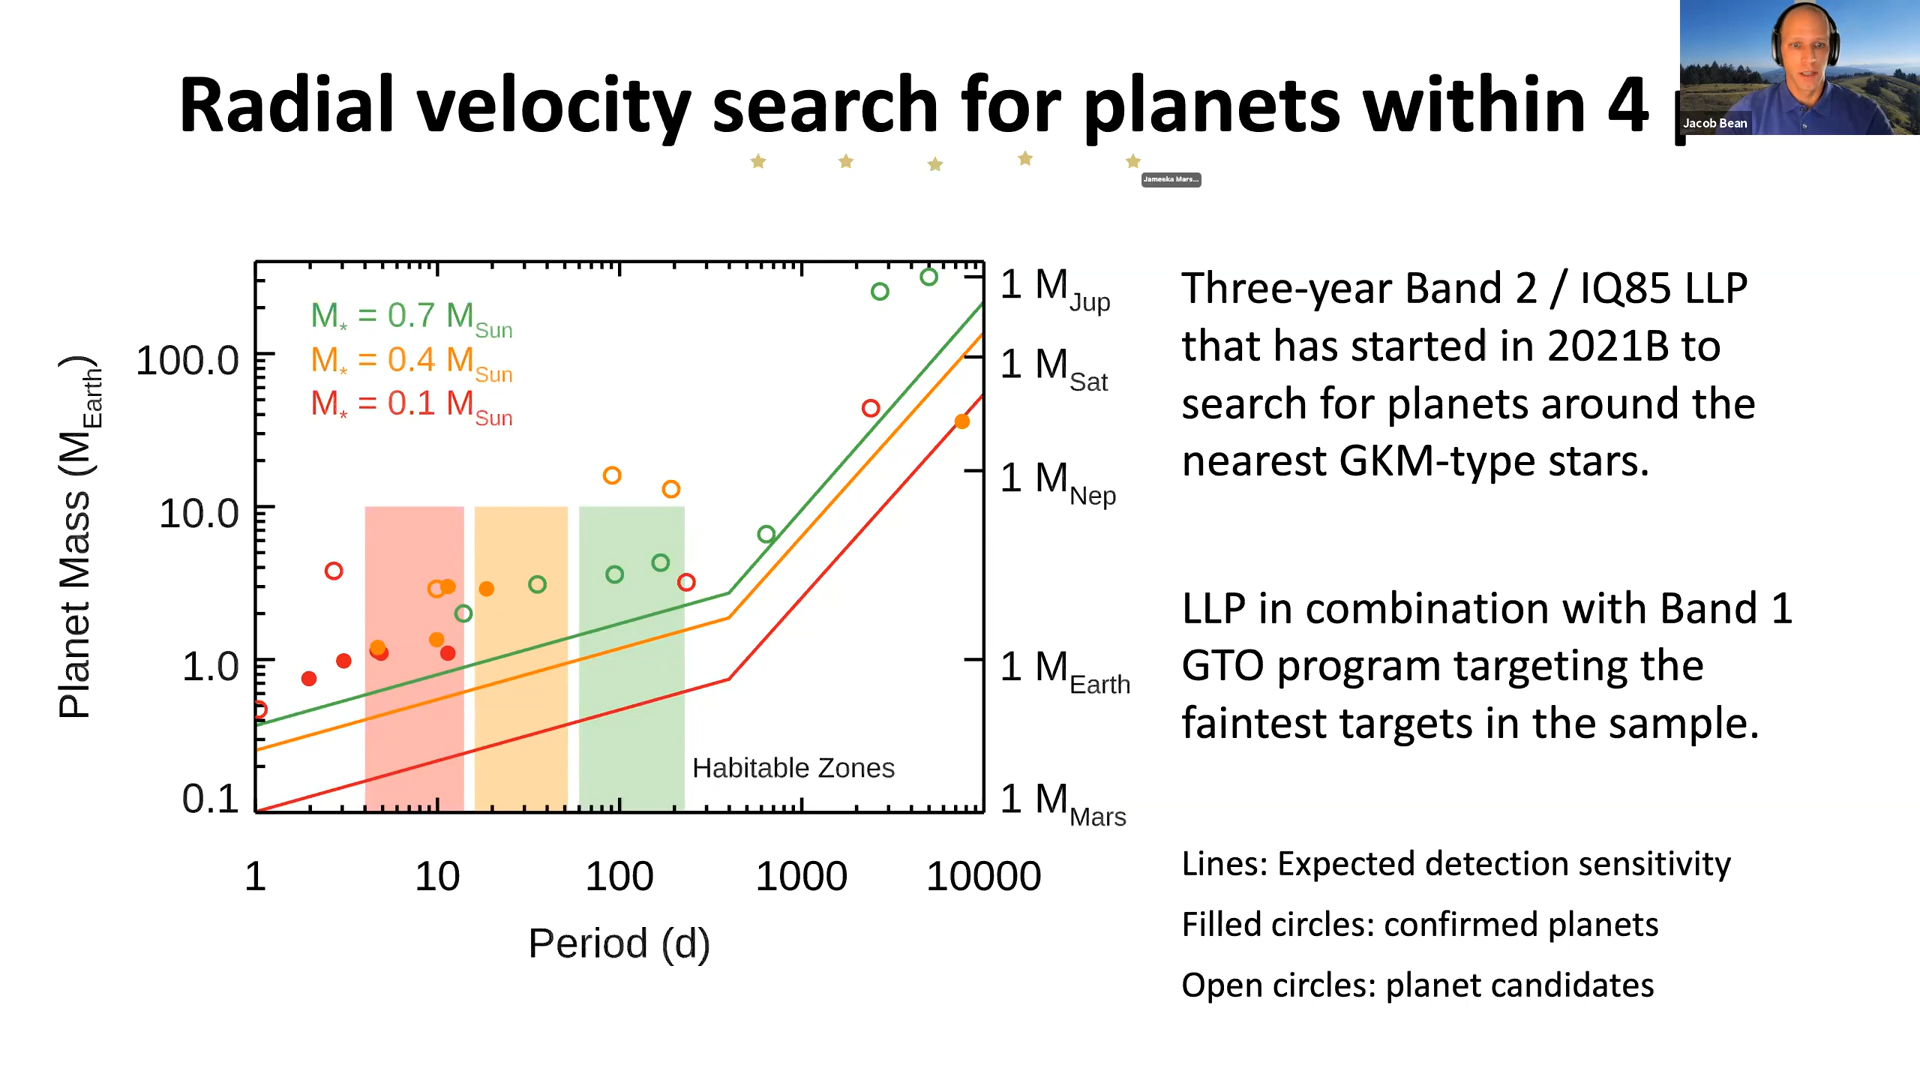 Radial velocity search for planets within 4
Jacob Bean
Jameeka Mars...
M* = 0.7 MSun
M* = 0.4 MSun
M* = 0.1 MSun
Planet Mass (MEarth)
100.0
10.0
1.0
0.1
1 MJup
1 MSat
1 MNep
1 MEarth
1 MMars
Habitable Zones
1 10 100 1000 10000
Period (d)
Three-year Band 2 / IQ85 LLP
that has started in 2021B to
search for planets around the
nearest GKM-type stars.
LLP in combination with Band 1
GTO program targeting the
faintest targets in the sample.
Lines: Expected detection sensitivity
Filled circles: confirmed planets
Open circles: planet candidates